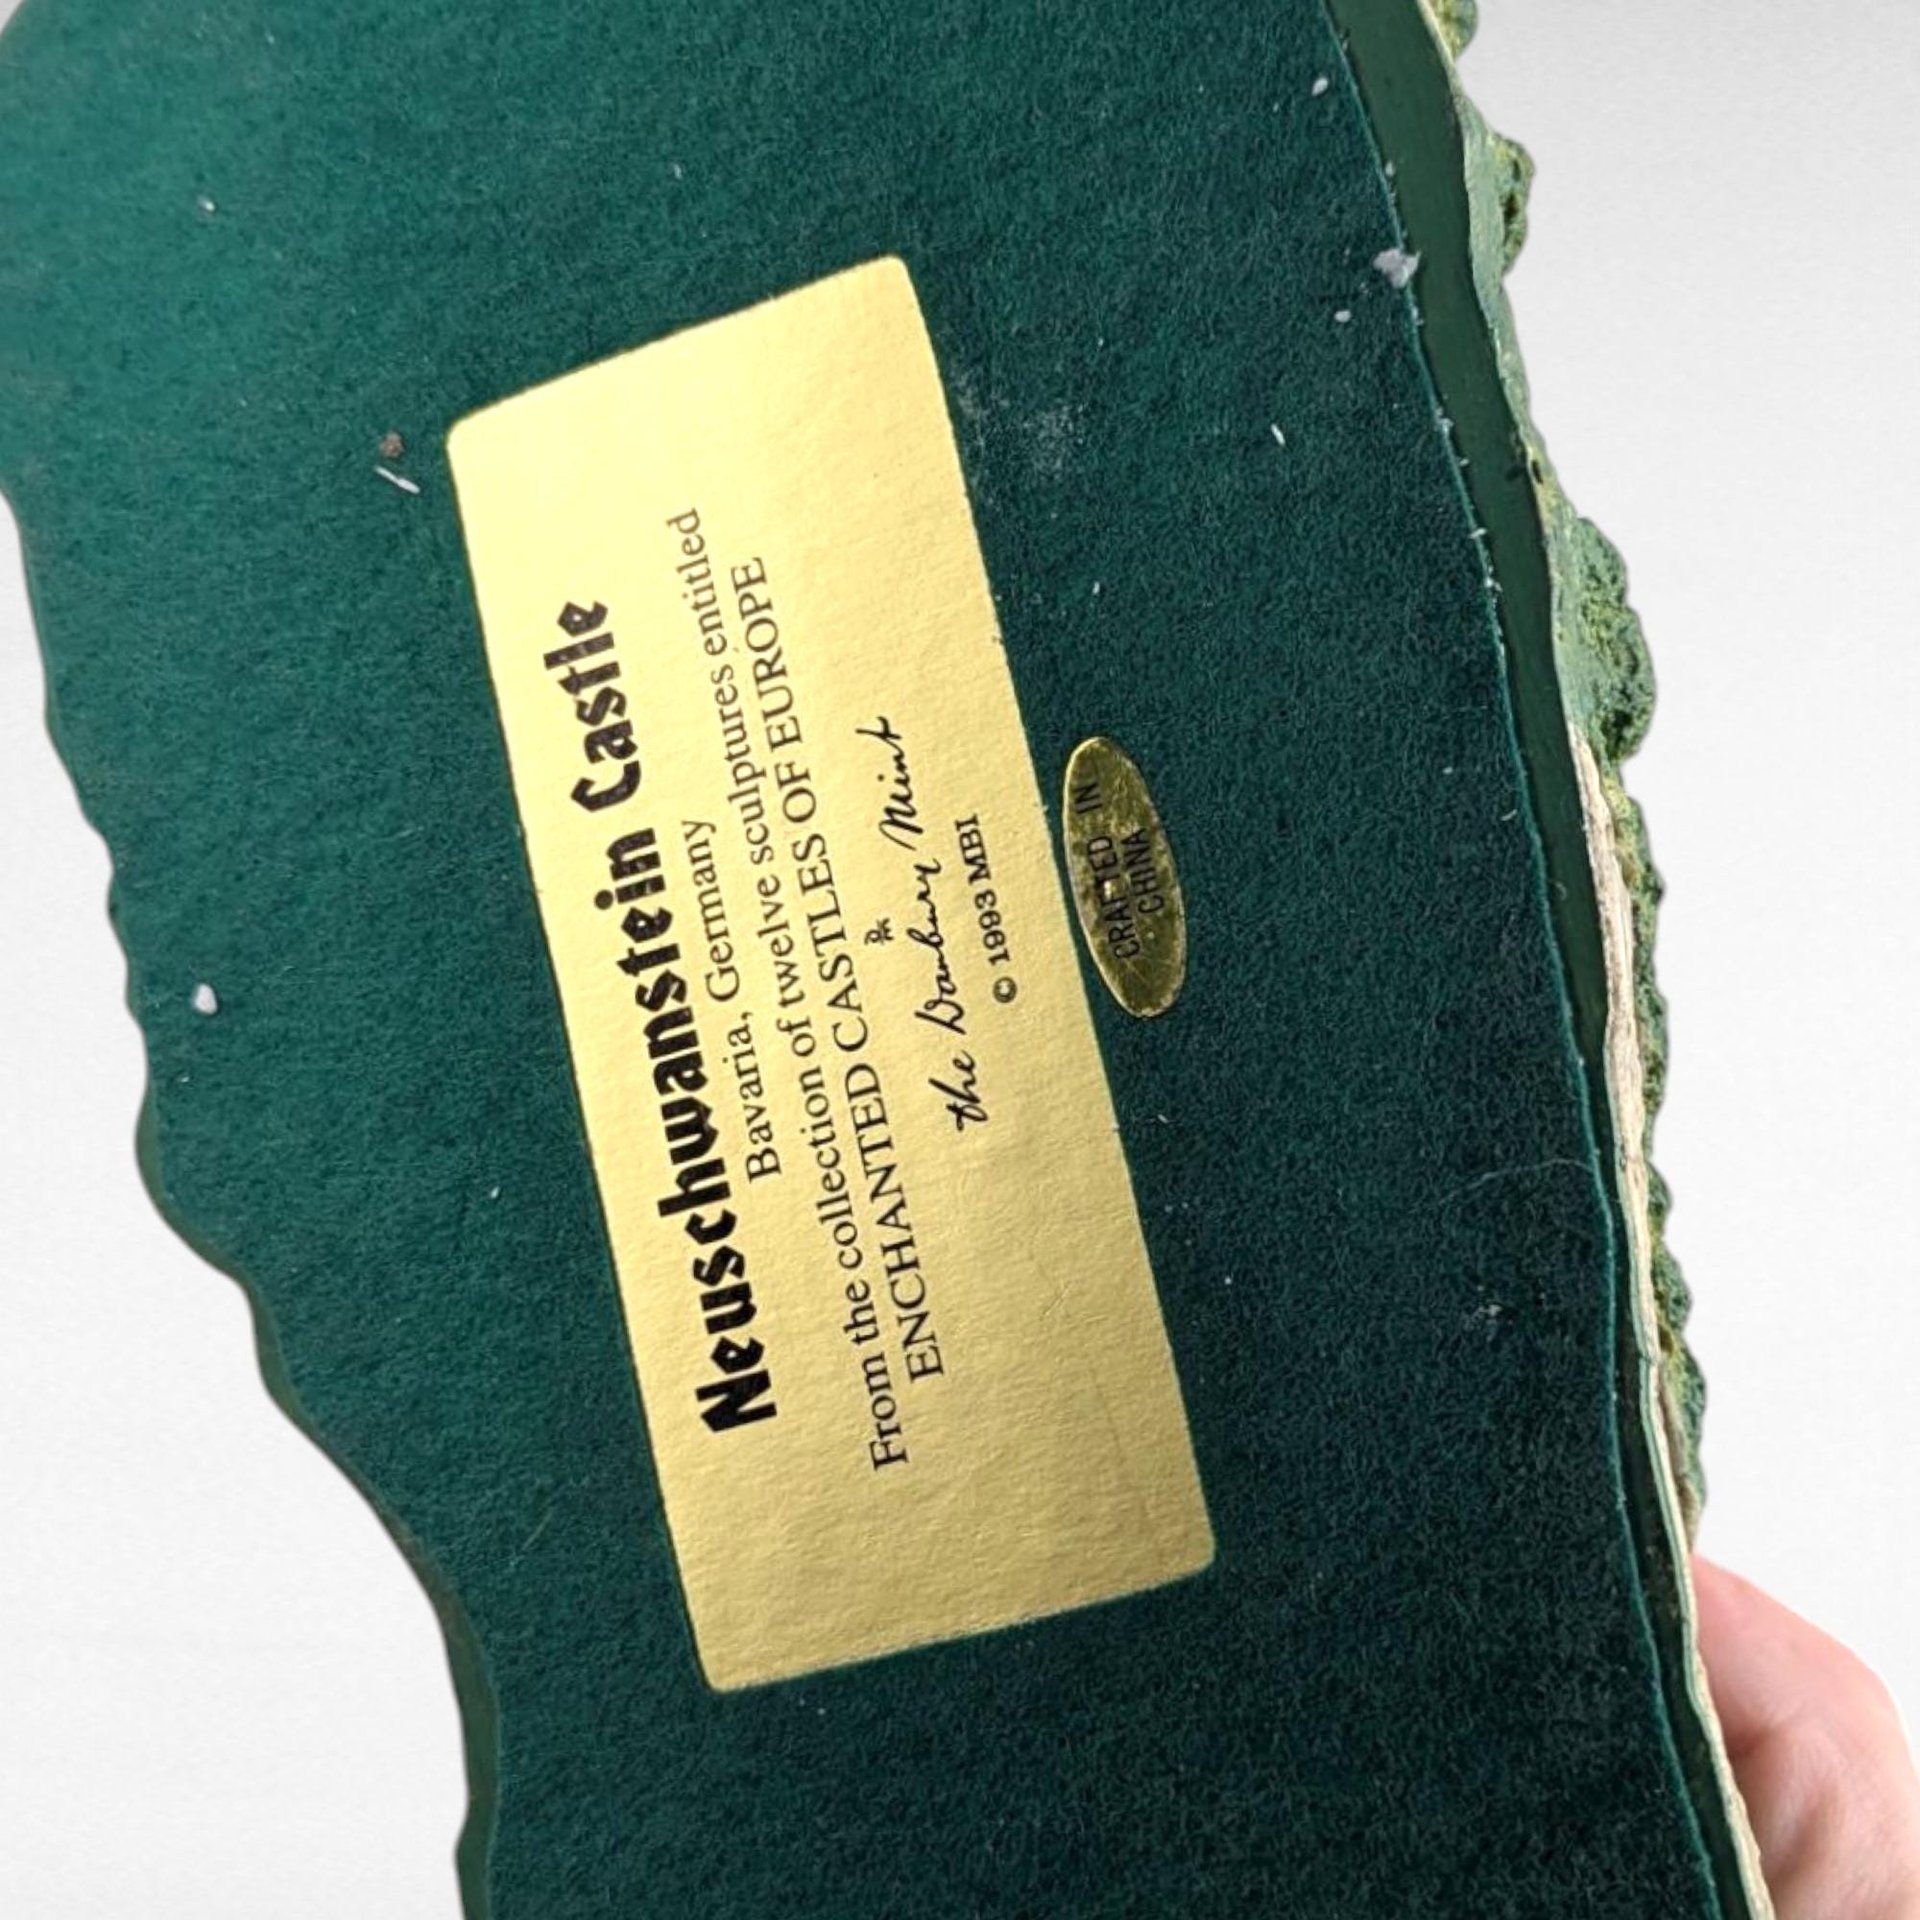 Neuschwanstein Castle
Bavaria, Germany
From the collection of twelve sculptures entitled
ENCHANTED CASTLES OF EUROPE
the Danbury Mint
© 1993 MBI
CRAFTED IN
CHINA